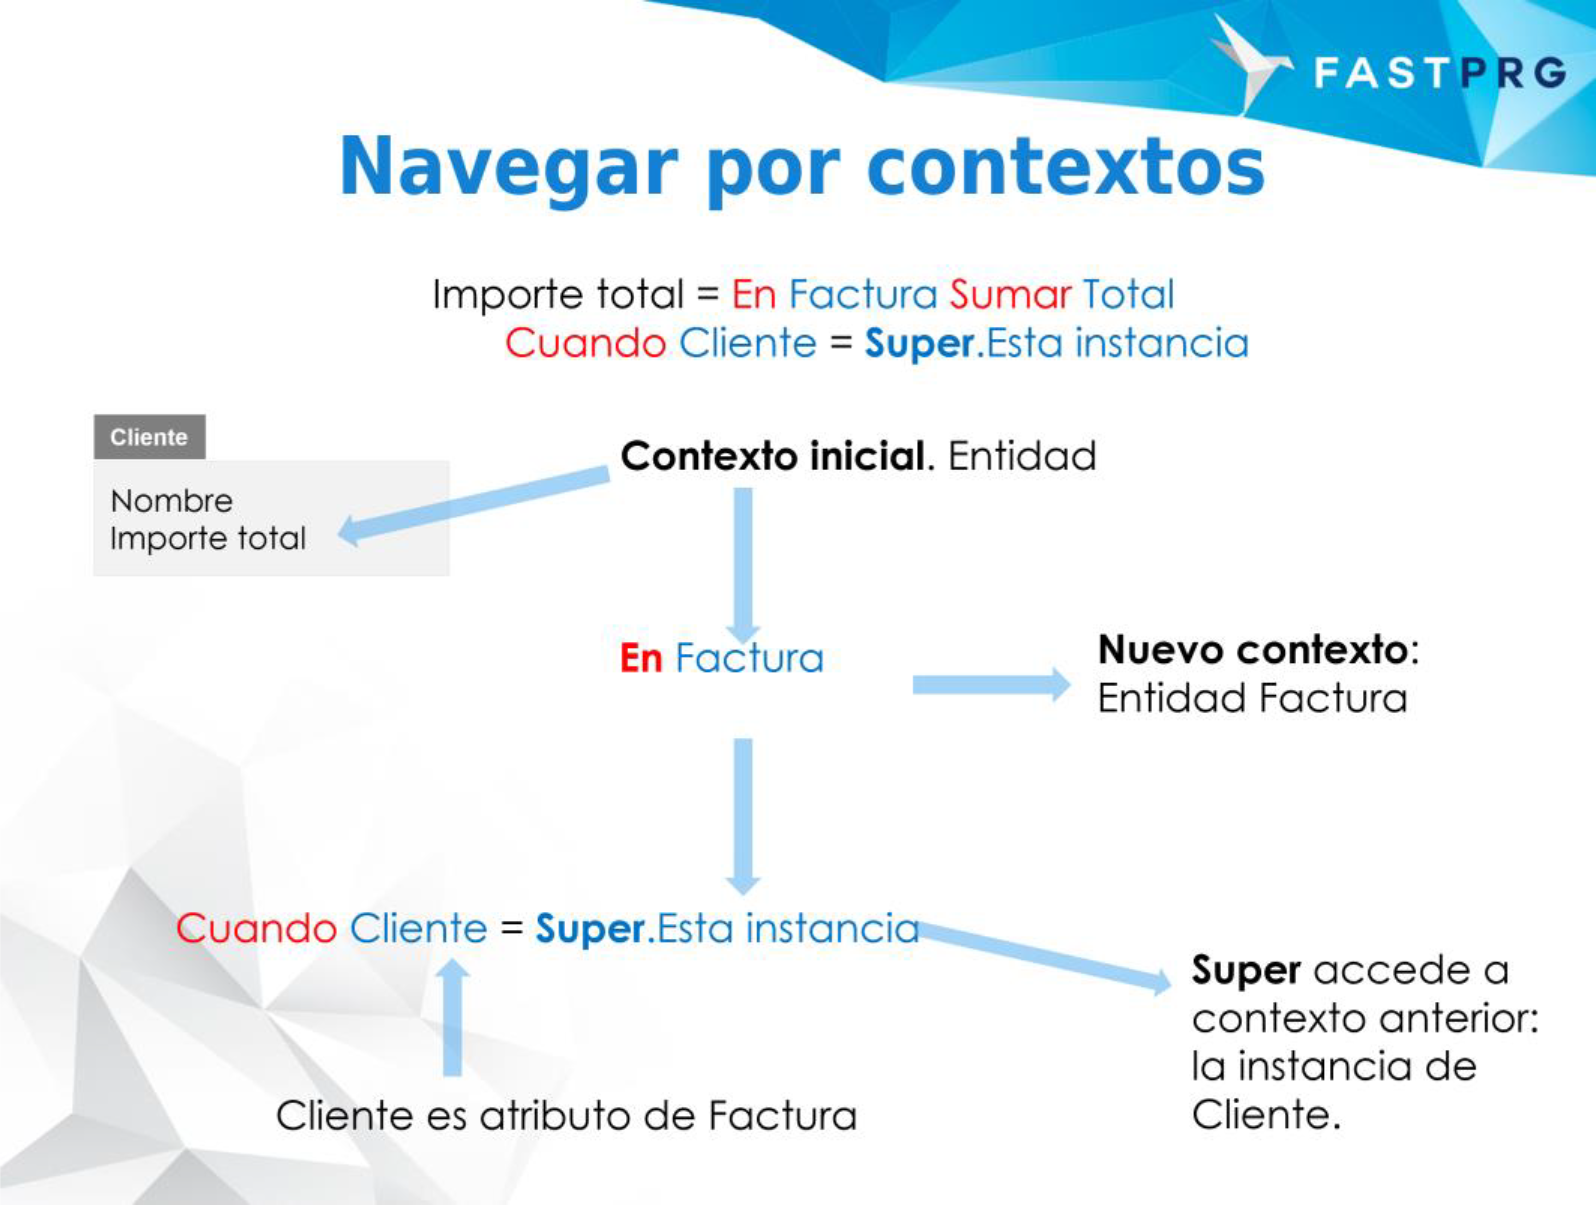 FASTPRG
Navegar por contextos
Importe total = En Factura Sumar Total
Cuando Cliente = Super.Esta instancia
Cliente
Nombre
Importe total
Contexto inicial. Entidad
En Factura
Nuevo contexto:
Entidad Factura
Cuando Cliente = Super.Esta instancia
Super accede a
contexto anterior:
la instancia de
Cliente.
Cliente es atributo de Factura